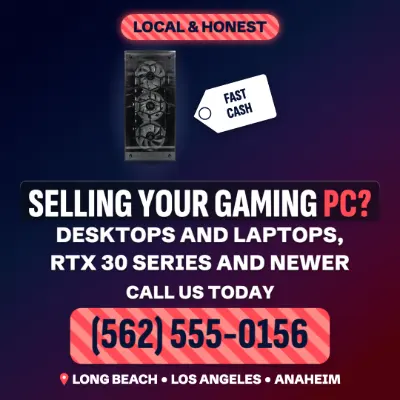 LOCAL & HONEST
FAST
CASH
SELLING YOUR GAMING PC?
DESKTOPS AND LAPTOPS,
RTX 30 SERIES AND NEWER
CALL US TODAY
(562) 555-0156
LONG BEACH • LOS ANGELES • ANAHEIM